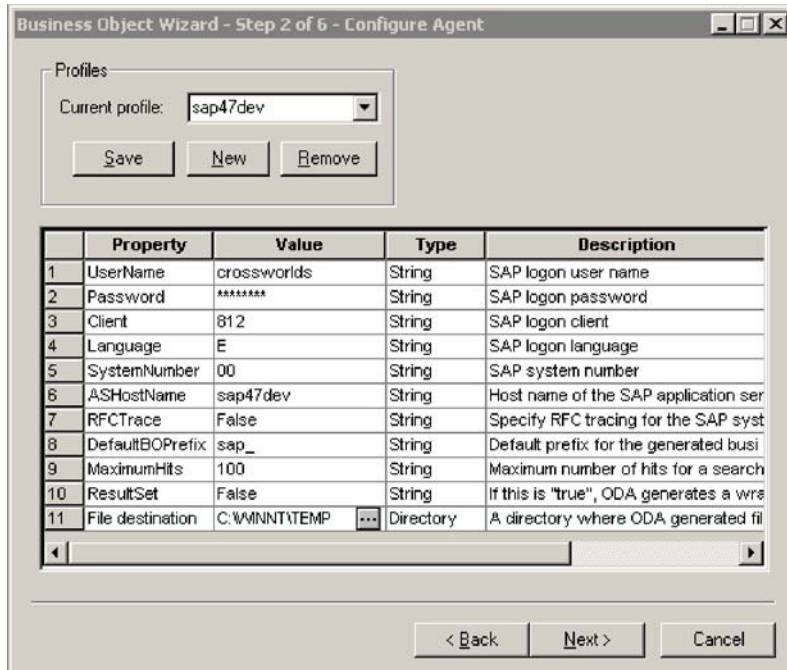 Business Object Wizard - Step 2 of 6 - Configure Agent
Profiles
Current profile: sap47dev
Save New Remove
Property Value Type Description
1 UserName crossworlds String SAP logon user name
2 Password ******** String SAP logon password
3 Client 812 String SAP logon client
4 Language E String SAP logon language
5 SystemNumber 00 String SAP system number
6 ASHostName sap47dev String Host name of the SAP application ser
7 RFCTrace False String Specify RFC tracing for the SAP syst
8 DefaultBOPrefix sap_ String Default prefix for the generated busi
9 MaximumHits 100 String Maximum number of hits for a search
10 ResultSet False String If this is "true", ODA generates a wra
11 File destination C:\WINNT\TEMP ... Directory A directory where ODA generated fil
< Back Next > Cancel